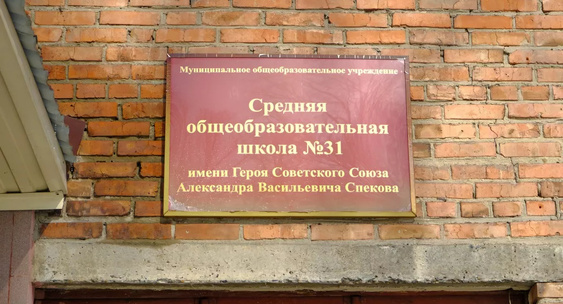 Муниципальное общеобразовательное учреждение
Средняя
общеобразовательная
школа №31
имени Героя Советского Союза
Александра Васильевича Спекова